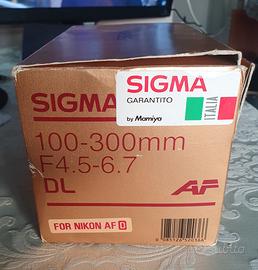 SIGMA
GARANTITO
by Mamiya
ITALIA
SIGMA
100-300mm
F4.5-6.7
DL
AF
FOR NIKON AF D